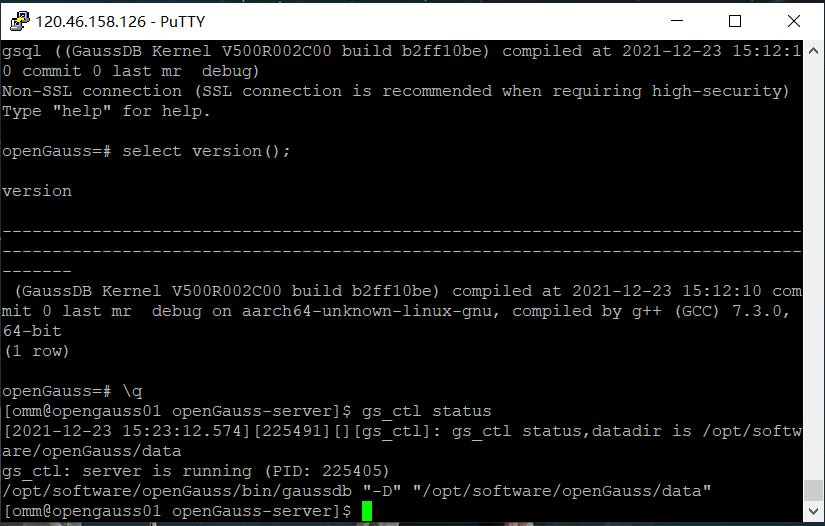 120.46.158.126 - PuTTY
gsql ((GaussDB Kernel V500R002C00 build b2ff10be) compiled at 2021-12-23 15:12:1
0 commit 0 last mr  debug)
Non-SSL connection (SSL connection is recommended when requiring high-security)
Type "help" for help.
openGauss=# select version();
version
--------------------------------------------------------------------------------
--------------------------------------------------------------------------------
-------
 (GaussDB Kernel V500R002C00 build b2ff10be) compiled at 2021-12-23 15:12:10 com
mit 0 last mr  debug on aarch64-unknown-linux-gnu, compiled by g++ (GCC) 7.3.0,
64-bit
(1 row)
openGauss=# \q
[omm@opengauss01 openGauss-server]$ gs_ctl status
[2021-12-23 15:23:12.574][225491][][gs_ctl]: gs_ctl status,datadir is /opt/softw
are/openGauss/data
gs_ctl: server is running (PID: 225405)
/opt/software/openGauss/bin/gaussdb "-D" "/opt/software/openGauss/data"
[omm@opengauss01 openGauss-server]$